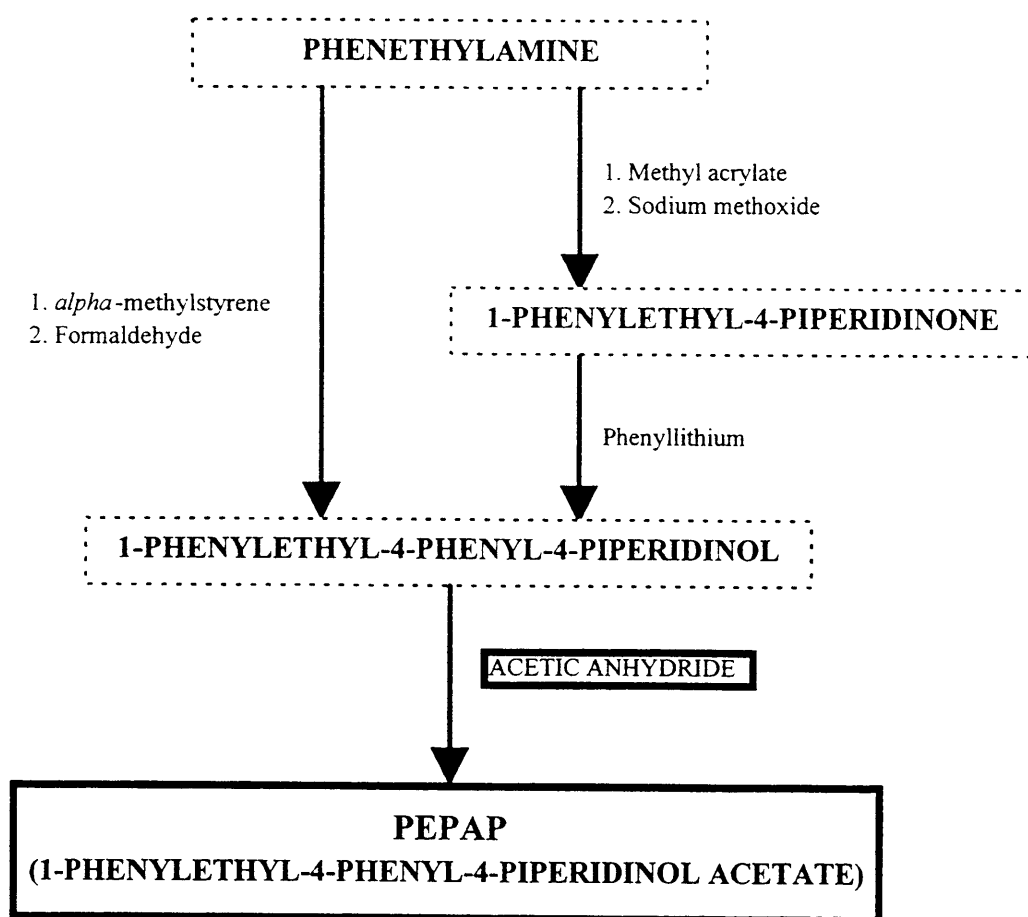 PHENETHYLAMINE
1. Methyl acrylate
2. Sodium methoxide
1. alpha-methylstyrene
2. Formaldehyde
1-PHENYLETHYL-4-PIPERIDINONE
Phenyllithium
1-PHENYLETHYL-4-PHENYL-4-PIPERIDINOL
ACETIC ANHYDRIDE
PEPAP
(1-PHENYLETHYL-4-PHENYL-4-PIPERIDINOL ACETATE)